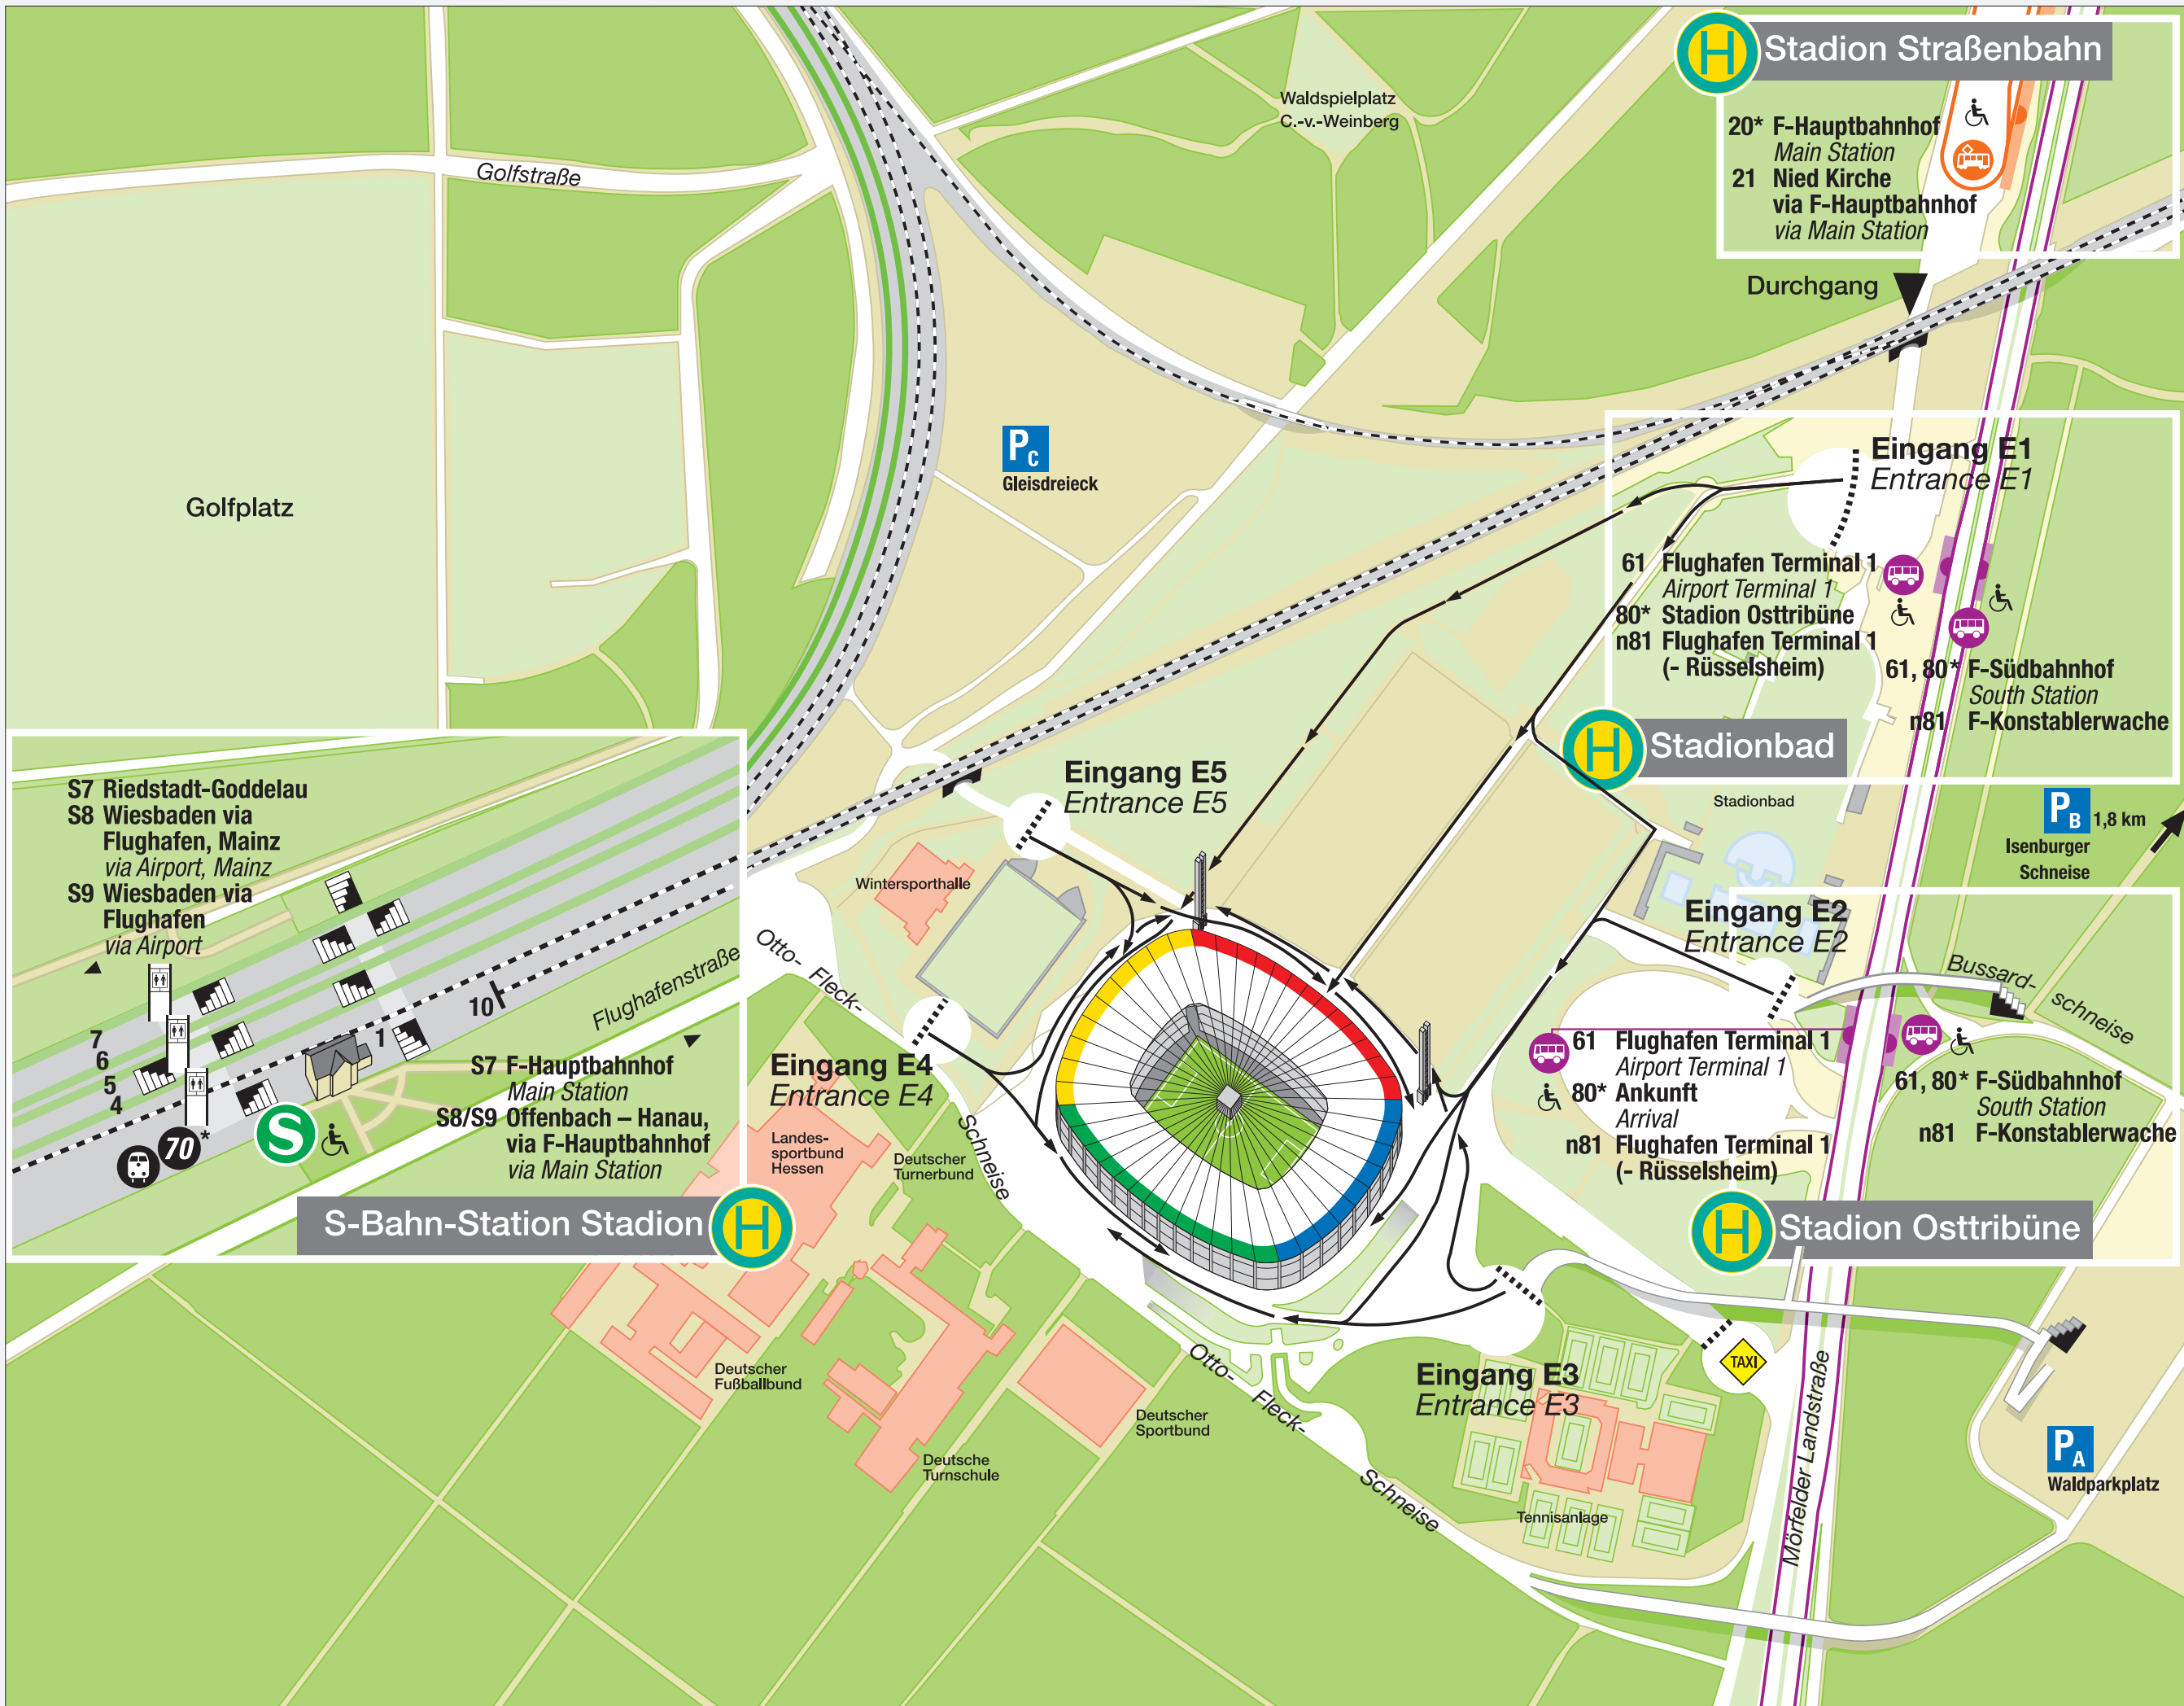 H Stadion Straßenbahn
20* F-Hauptbahnhof
Main Station
21 Nied Kirche
via F-Hauptbahnhof
via Main Station
Durchgang
Waldspielplatz
C.-v.-Weinberg
Golfstraße
Golfplatz
P C
Gleisdreieck
Eingang E1
Entrance E1
61 Flughafen Terminal 1
Airport Terminal 1
80* Stadion Osttribüne
n81 Flughafen Terminal 1
(- Rüsselsheim)
61, 80* F-Südbahnhof
South Station
n81 F-Konstablerwache
H Stadionbad
Stadionbad
P B 1,8 km
Isenburger
Schneise
Eingang E5
Entrance E5
Wintersporthalle
S7 Riedstadt-Goddelau
S8 Wiesbaden via
Flughafen, Mainz
via Airport, Mainz
S9 Wiesbaden via
Flughafen
via Airport
7
6
5
4
1
10
Flughafenstraße
S7 F-Hauptbahnhof
Main Station
S8/S9 Offenbach – Hanau,
via F-Hauptbahnhof
via Main Station
S
70*
S-Bahn-Station Stadion H
Otto- Fleck-
Schneise
Eingang E4
Entrance E4
Landes-
sportbund
Hessen
Deutscher
Turnerbund
Eingang E2
Entrance E2
Bussard-
schneise
61 Flughafen Terminal 1
Airport Terminal 1
80* Ankunft
Arrival
n81 Flughafen Terminal 1
(- Rüsselsheim)
61, 80* F-Südbahnhof
South Station
n81 F-Konstablerwache
H Stadion Osttribüne
Deutscher
Fußballbund
Deutsche
Turnschule
Deutscher
Sportbund
Otto- Fleck-
Schneise
Eingang E3
Entrance E3
Tennisanlage
TAXI
Mörfelder Landstraße
P A
Waldparkplatz